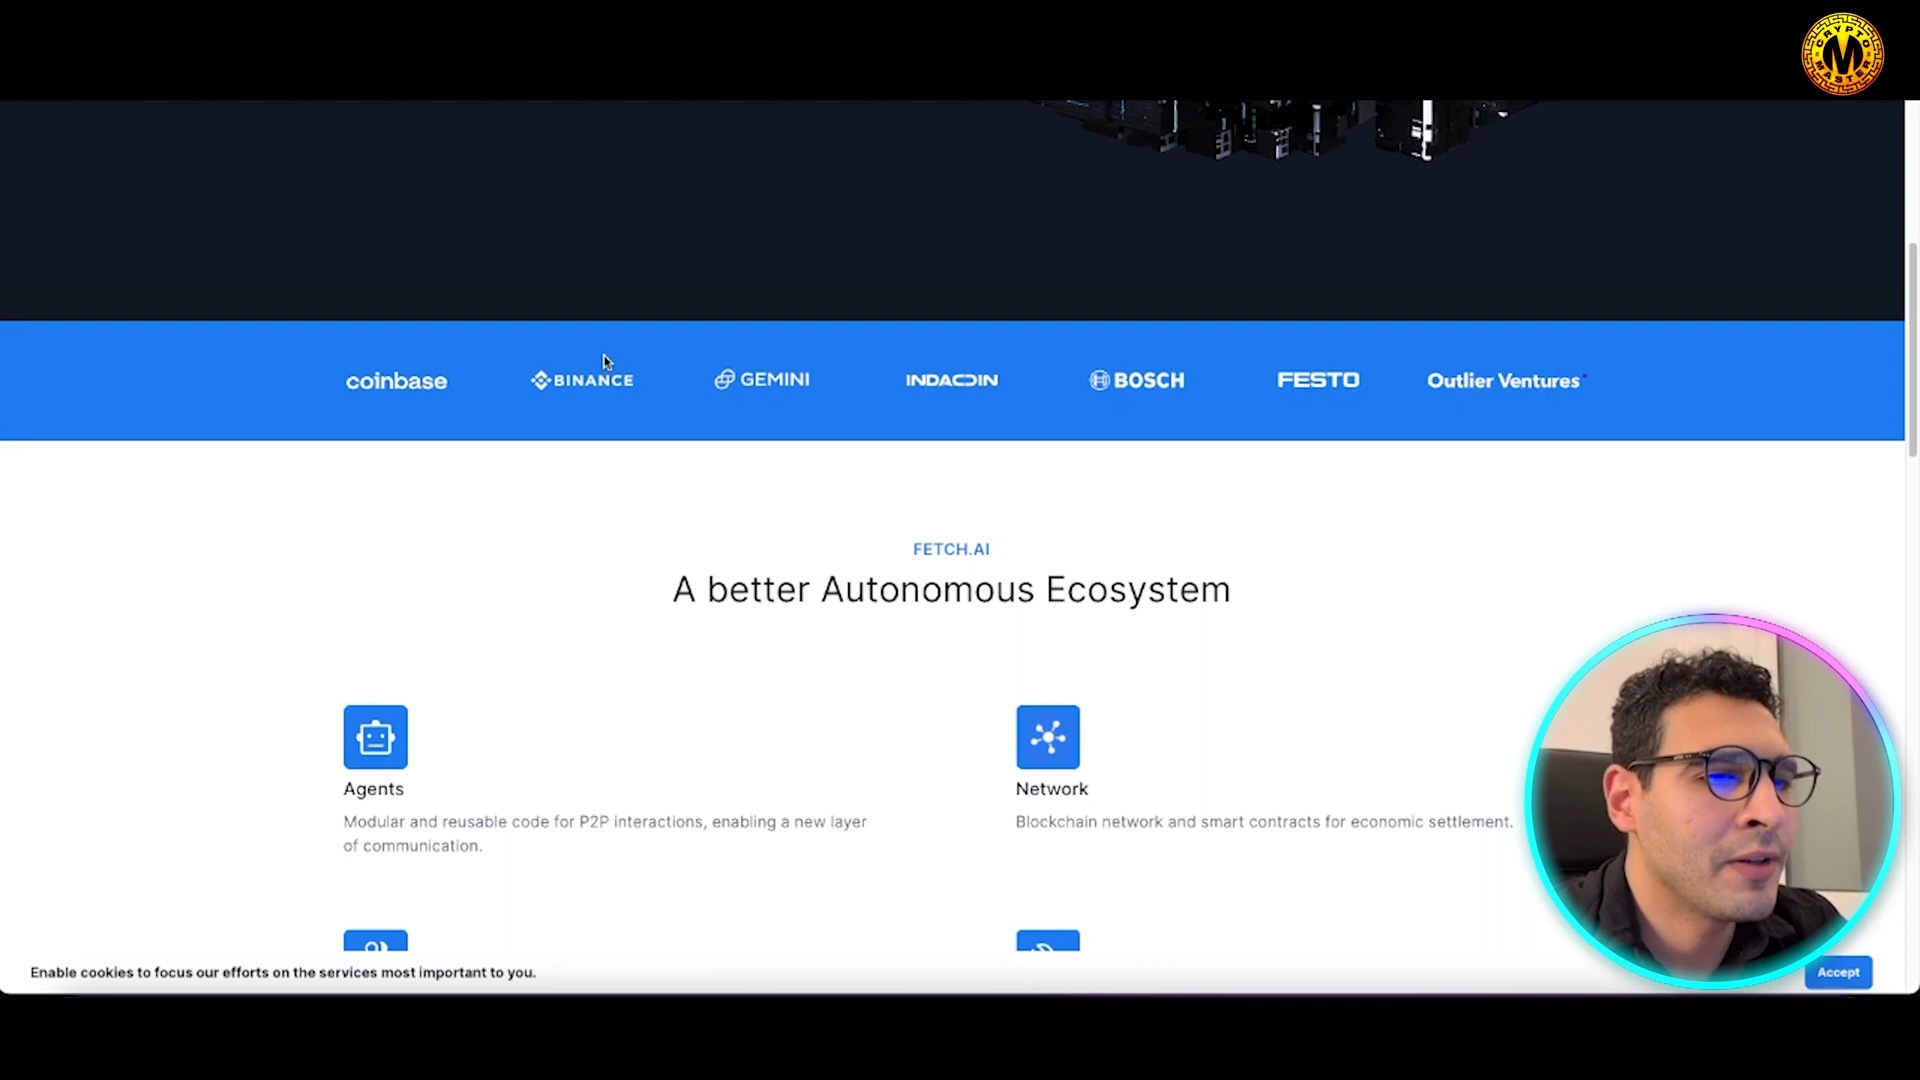 CRYPTO
M
MASTER
coinbase
BINANCE
GEMINI
INDACOIN
BOSCH
FESTO
Outlier Ventures
FETCH.AI
A better Autonomous Ecosystem
Agents
Modular and reusable code for P2P interactions, enabling a new layer
of communication.
Network
Blockchain network and smart contracts for economic settlement.
Enable cookies to focus our efforts on the services most important to you.
Accept